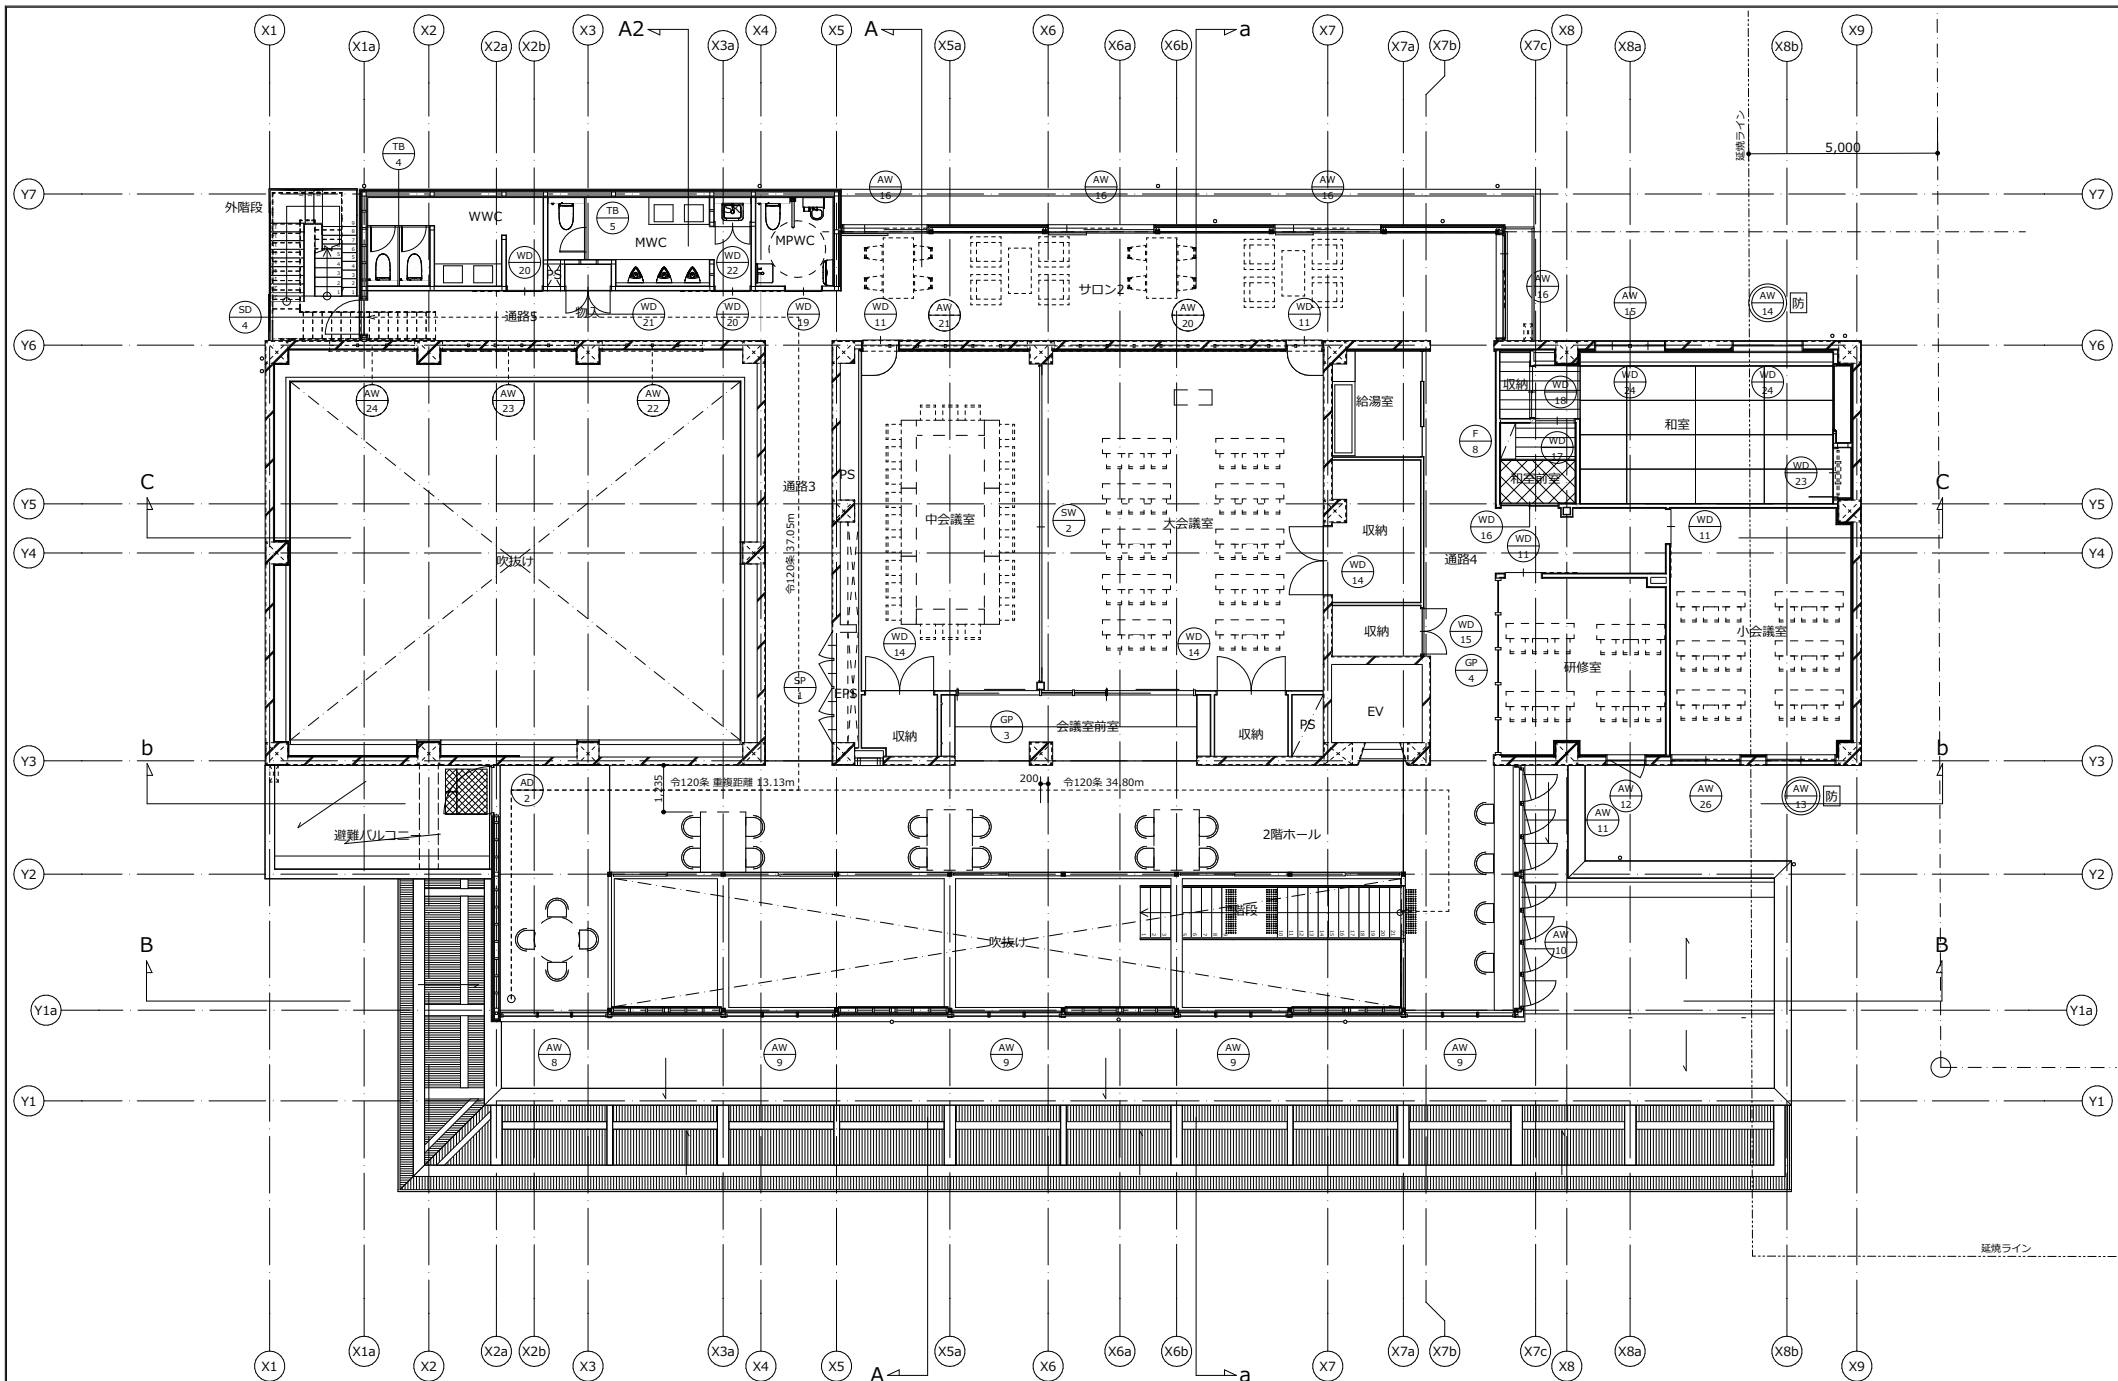 X1
X1a
X2
X2a
X2b
X3
A2
X3a
X4
X5
A
X5a
X6
X6a
X6b
a
X7
X7a
X7b
X7c
X8
X8a
X8b
X9
延焼ライン
5,000
TB
4
Y7
AW
16
AW
16
AW
16
Y7
外階段
WWC
TB
5
MWC
SK
MPWC
WD
20
PS
WD
22
サロン2
AW
16
AW
15
AW
14
防
SD
4
通路5
物入
WD
21
WD
20
WD
19
WD
11
AW
21
AW
20
WD
11
Y6
Y6
AW
24
AW
23
AW
22
給湯室
収納
WD
18
WD
24
WD
24
和室
F
8
WD
17
和室前室
WD
23
C
PS
通路3
C
Y5
Y5
中会議室
SW
2
大会議室
収納
WD
16
WD
11
WD
11
Y4
吹抜け
令120条 37.05m
WD
14
通路4
Y4
収納
WD
15
小会議室
WD
14
WD
14
研修室
GP
4
SP
1
EPS
収納
GP
3
会議室前室
収納
PS
EV
b
b
Y3
Y3
AD
2
1,235
令120条 重複距離 13.13m
200
令120条 34.80m
AW
12
AW
26
AW
13
防
AW
11
避難バルコニー
2階ホール
Y2
Y2
階段
吹抜け
B
AW
10
B
Y1a
Y1a
AW
8
AW
9
AW
9
AW
9
AW
9
Y1
Y1
延焼ライン
X1
X1a
X2
X2a
X2b
X3
X3a
X4
X5
A
X5a
X6
X6a
X6b
a
X7
X7a
X7b
X7c
X8
X8a
X8b
X9